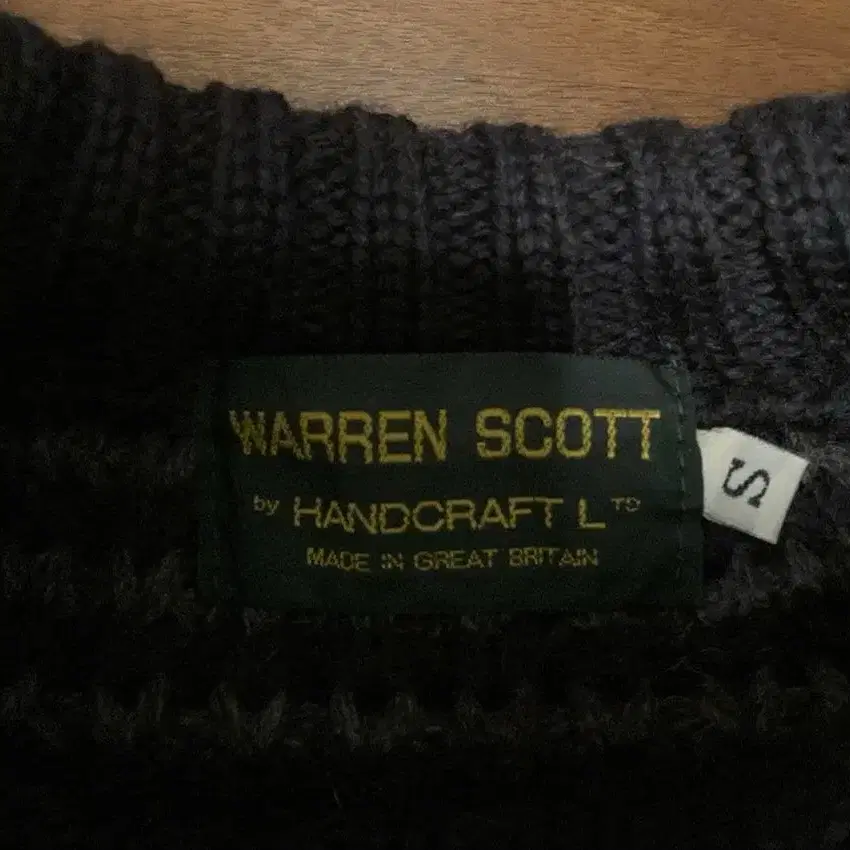 WARREN SCOTT
by HANDCRAFT LTD
MADE IN GREAT BRITAIN
S